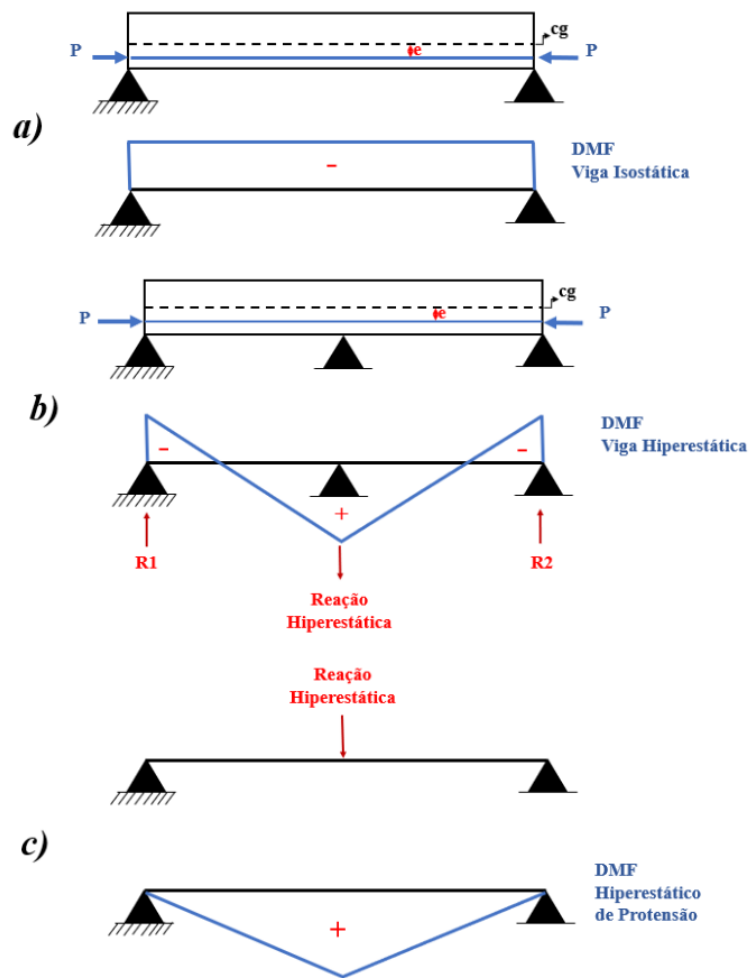 cg
P
e
P
a)
-
DMF
Viga Isostática
cg
P
e
P
b)
DMF
Viga Hiperestática
-
-
+
R1
R2
Reação
Hiperestática
Reação
Hiperestática
c)
DMF
Hiperestático
de Protensão
+